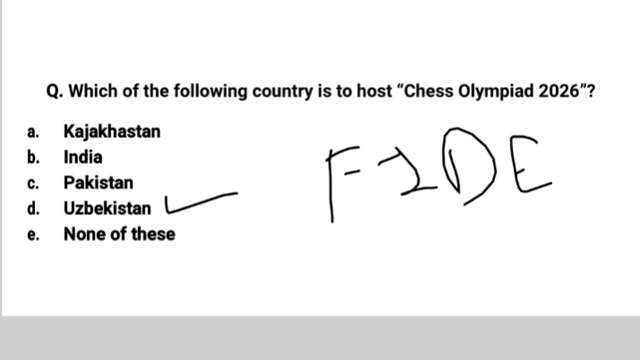 Q. Which of the following country is to host “Chess Olympiad 2026”?
a. Kajakhastan
b. India
c. Pakistan
d. Uzbekistan
e. None of these
FIDE